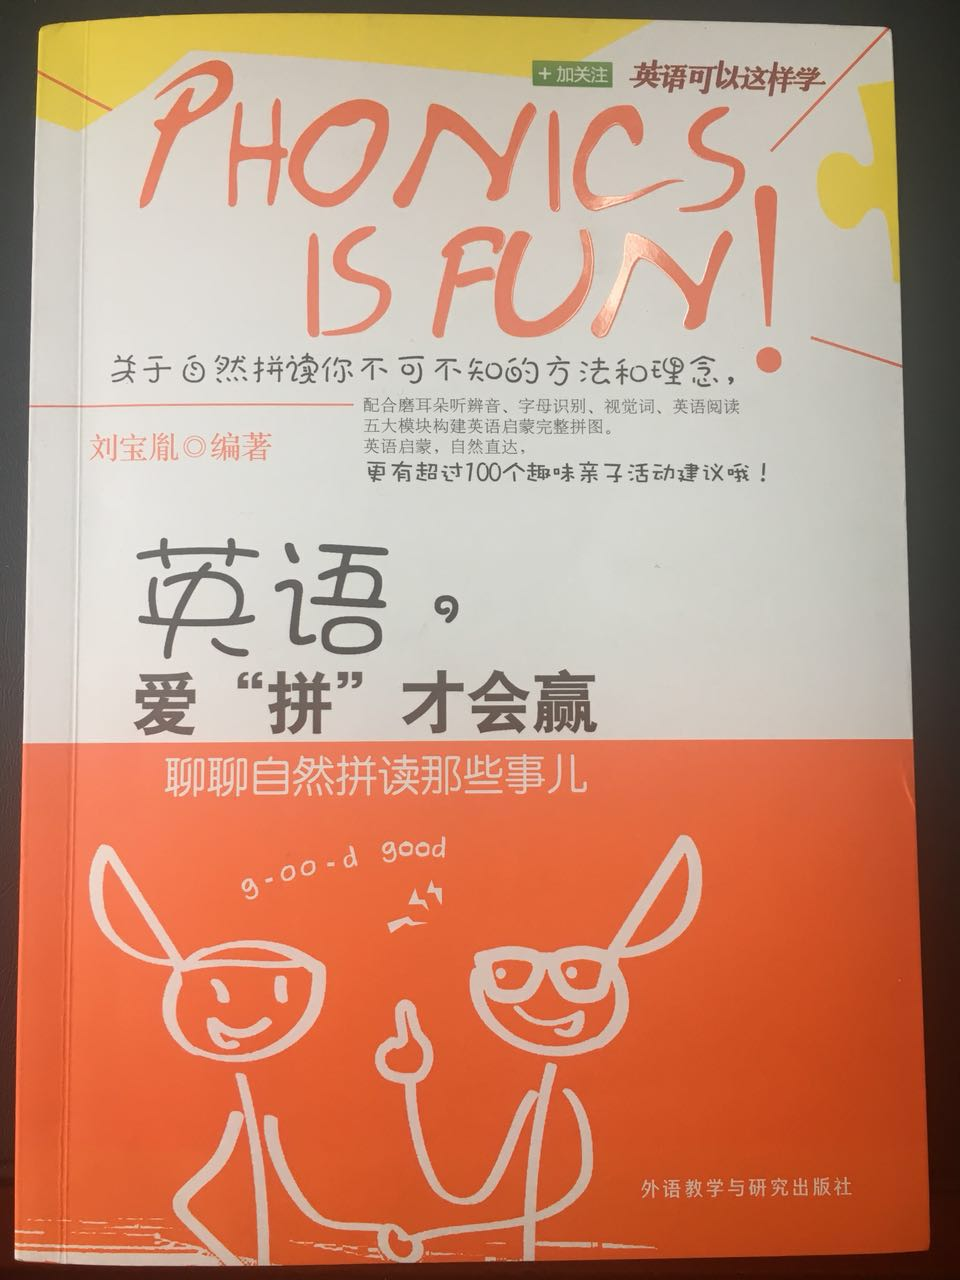 + 加关注 英语可以这样学
PHONICS
IS FUN!
关于自然拼读你不可不知的方法和理念，
配合磨耳朵听辨音、字母识别、视觉词、英语阅读
五大模块构建英语启蒙完整拼图。
英语启蒙，自然直达，
更有超过100个趣味亲子活动建议哦！
刘宝胤◎编著
英语，
爱“拼”才会赢
聊聊自然拼读那些事儿
g-oo-d good
外语教学与研究出版社